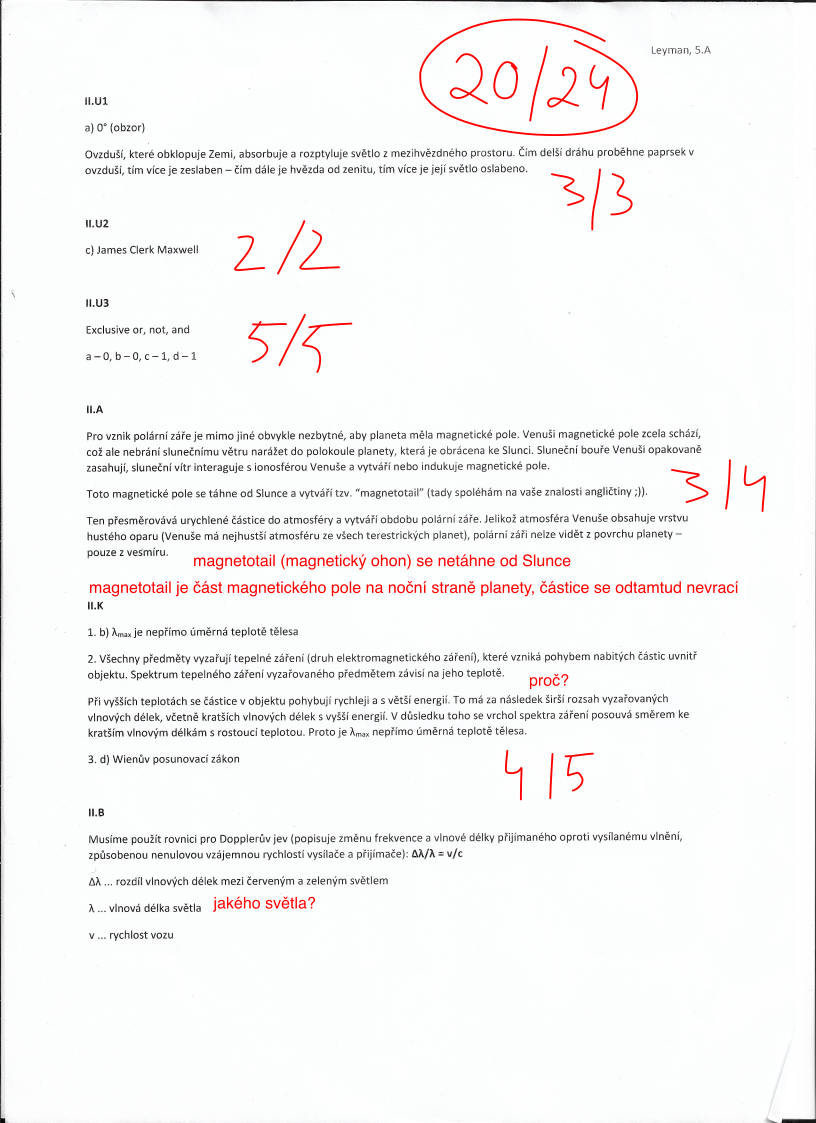 20/24
Leyman, 5.A
II.U1
a) 0° (obzor)
Ovzduší, které obklopuje Zemi, absorbuje a rozptyluje světlo z mezihvězdného prostoru. Čím delší dráhu proběhne paprsek v
ovzduší, tím více je zeslaben – čím dále je hvězda od zenitu, tím více je její světlo oslabeno.
3/3
II.U2
c) James Clerk Maxwell
2/2
II.U3
Exclusive or, not, and
5/5
a – 0, b – 0, c – 1, d – 1
II.A
Pro vznik polární záře je mimo jiné obvykle nezbytné, aby planeta měla magnetické pole. Venuši magnetické pole zcela schází,
což ale nebrání slunečnímu větru narážet do polokoule planety, která je obrácena ke Slunci. Sluneční bouře Venuši opakovaně
zasahují, sluneční vítr interaguje s ionosférou Venuše a vytváří nebo indukuje magnetické pole.
Toto magnetické pole se táhne od Slunce a vytváří tzv. “magnetotail” (tady spoléhám na vaše znalosti angličtiny ;)).
3/4
Ten přesměrovává urychlené částice do atmosféry a vytváří obdobu polární záře. Jelikož atmosféra Venuše obsahuje vrstvu
hustého oparu (Venuše má nejhustší atmosféru ze všech terestrických planet), polární záři nelze vidět z povrchu planety –
pouze z vesmíru.
magnetotail (magnetický ohon) se netáhne od Slunce
magnetotail je část magnetického pole na noční straně planety, částice se odtamtud nevrací
II.K
1. b) λmax je nepřímo úměrná teplotě tělesa
2. Všechny předměty vyzařují tepelné záření (druh elektromagnetického záření), které vzniká pohybem nabitých částic uvnitř
objektu. Spektrum tepelného záření vyzařovaného předmětem závisí na jeho teplotě.
proč?
Při vyšších teplotách se částice v objektu pohybují rychleji a s větší energií. To má za následek širší rozsah vyzařovaných
vlnových délek, včetně kratších vlnových délek s vyšší energií. V důsledku toho se vrchol spektra záření posouvá směrem ke
kratším vlnovým délkám s rostoucí teplotou. Proto je λmax nepřímo úměrná teplotě tělesa.
3. d) Wienův posunovací zákon
4/5
II.B
Musíme použít rovnici pro Dopplerův jev (popisuje změnu frekvence a vlnové délky přijímaného oproti vysílanému vlnění,
způsobenou nenulovou vzájemnou rychlostí vysílače a přijímače): Δλ/λ = v/c
Δλ ... rozdíl vlnových délek mezi červeným a zeleným světlem
λ ... vlnová délka světla jakého světla?
v ... rychlost vozu